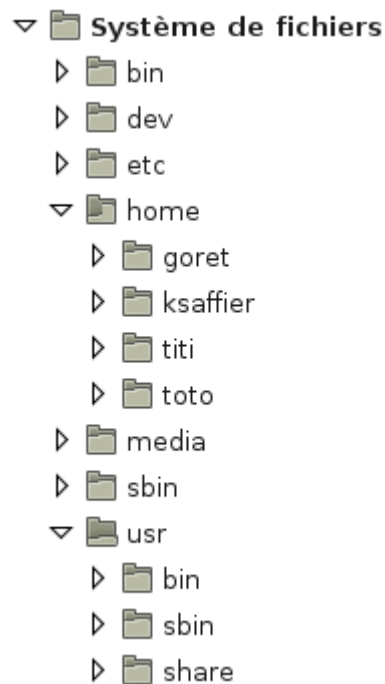 Système de fichiers
bin
dev
etc
home
goret
ksaffier
titi
toto
media
sbin
usr
bin
sbin
share